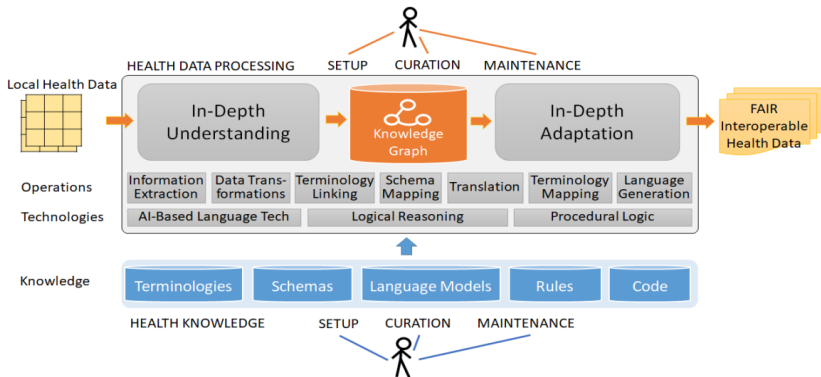 HEALTH DATA PROCESSING SETUP CURATION MAINTENANCE
Local Health Data
In-Depth
Understanding
Knowledge
Graph
In-Depth
Adaptation
FAIR
Interoperable
Health Data
Operations
Information
Extraction
Data Trans-
formations
Terminology
Linking
Schema
Mapping
Translation
Terminology
Mapping
Language
Generation
Technologies
AI-Based Language Tech
Logical Reasoning
Procedural Logic
Knowledge
Terminologies
Schemas
Language Models
Rules
Code
HEALTH KNOWLEDGE SETUP CURATION MAINTENANCE